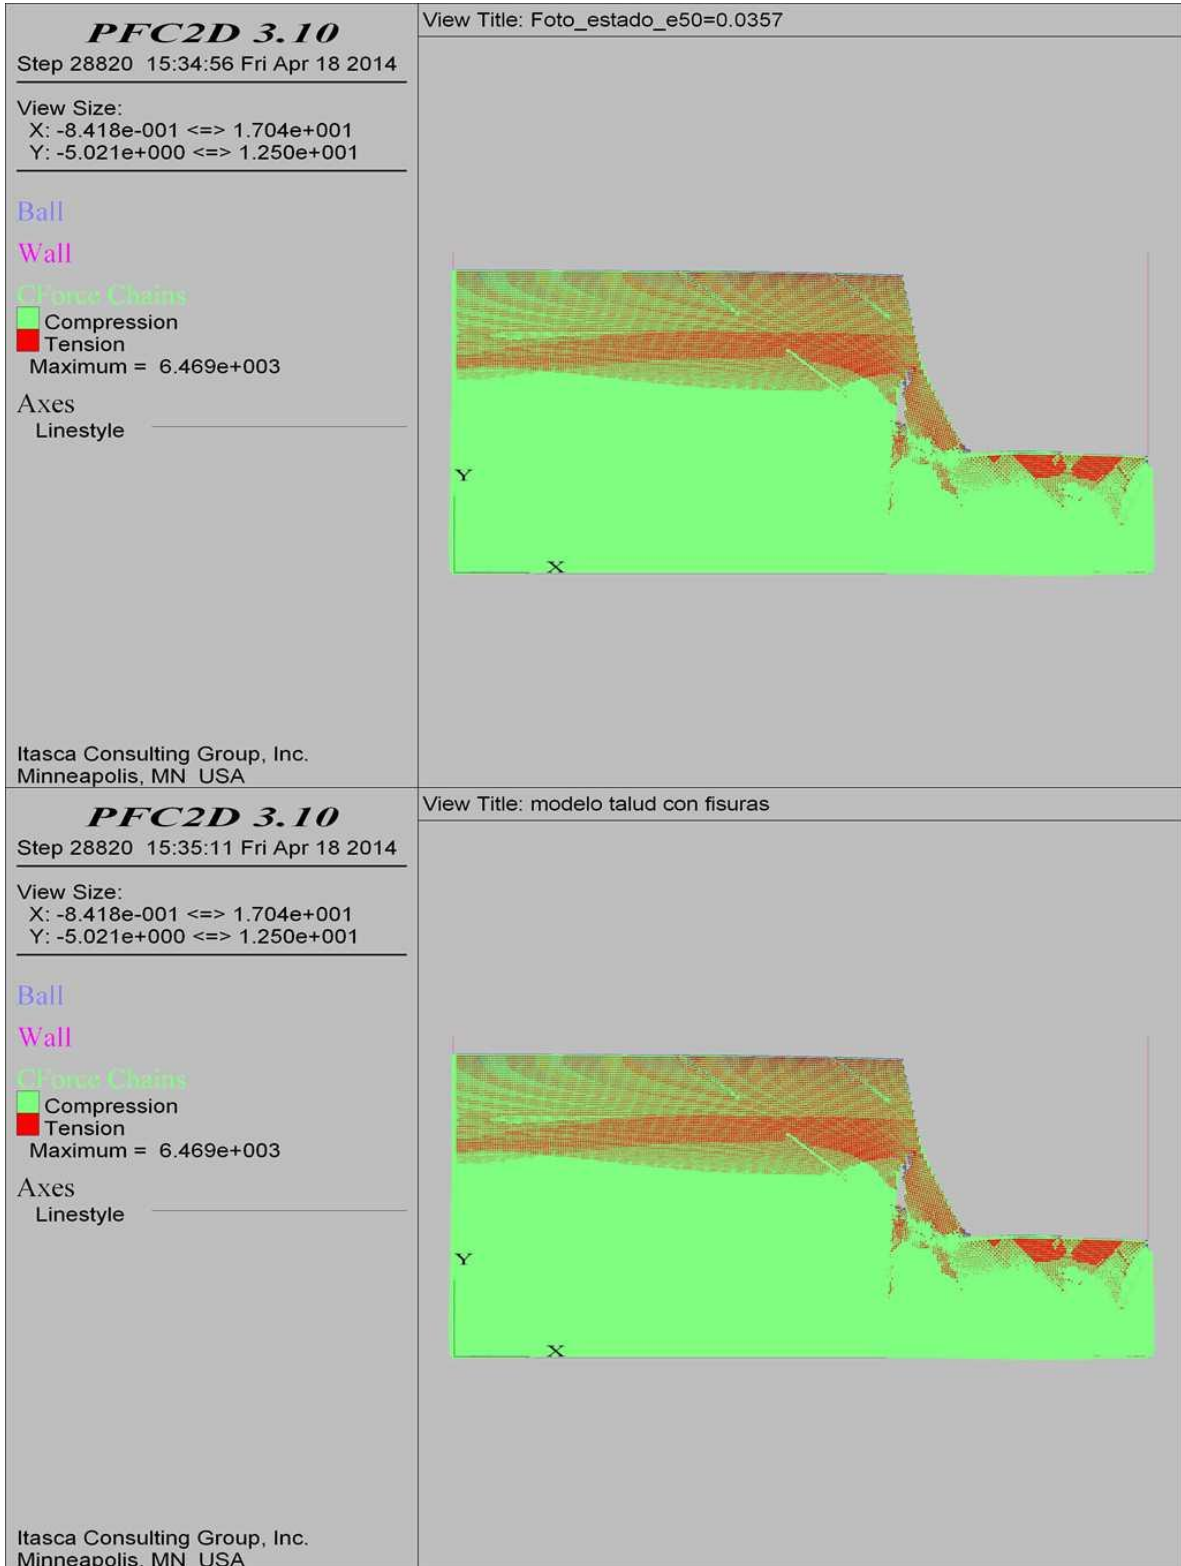 PFC2D 3.10
Step 28820 15:34:56 Fri Apr 18 2014
View Size:
X: -8.418e-001 <=> 1.704e+001
Y: -5.021e+000 <=> 1.250e+001
Ball
Wall
CForce Chains
Compression
Tension
Maximum = 6.469e+003
Axes
Linestyle
Itasca Consulting Group, Inc.
Minneapolis, MN USA
View Title: Foto_estado_e50=0.0357
Y
X
PFC2D 3.10
Step 28820 15:35:11 Fri Apr 18 2014
View Size:
X: -8.418e-001 <=> 1.704e+001
Y: -5.021e+000 <=> 1.250e+001
Ball
Wall
CForce Chains
Compression
Tension
Maximum = 6.469e+003
Axes
Linestyle
Itasca Consulting Group, Inc.
Minneapolis, MN USA
View Title: modelo talud con fisuras
Y
X